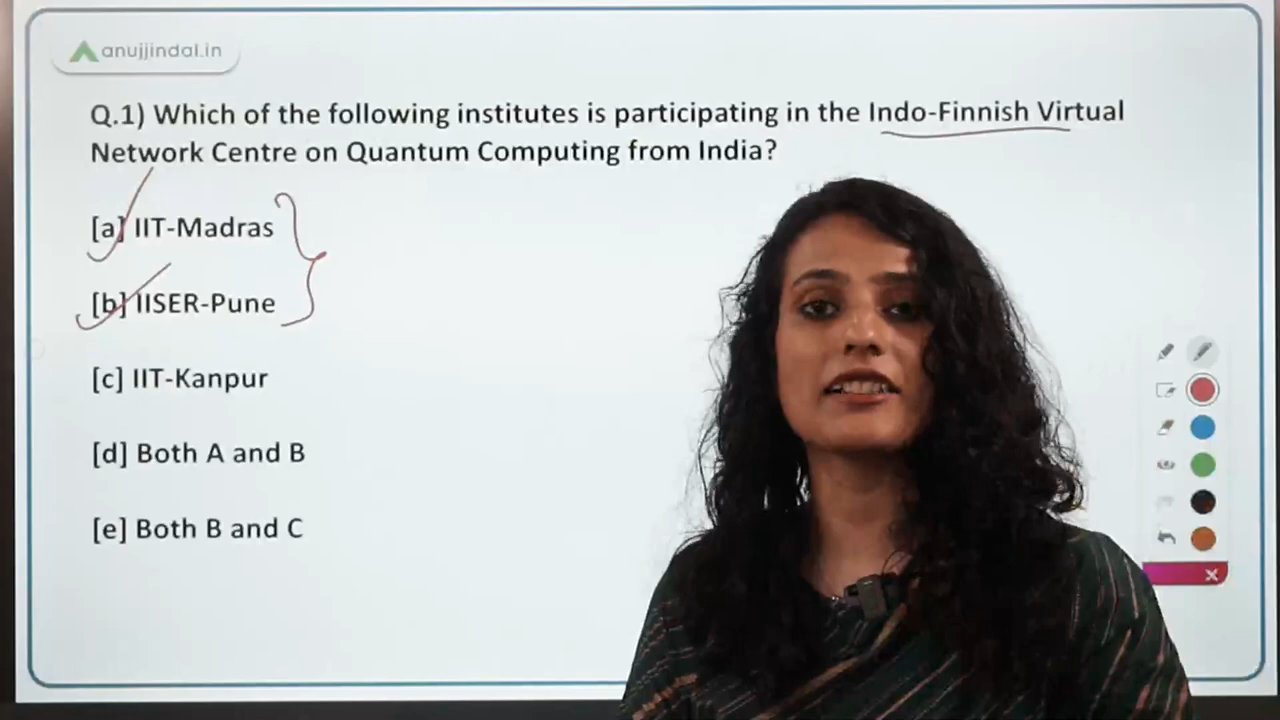 anujjindal.in
Q.1) Which of the following institutes is participating in the Indo-Finnish Virtual
Network Centre on Quantum Computing from India?
[a] IIT-Madras
[b] IISER-Pune
[c] IIT-Kanpur
[d] Both A and B
[e] Both B and C